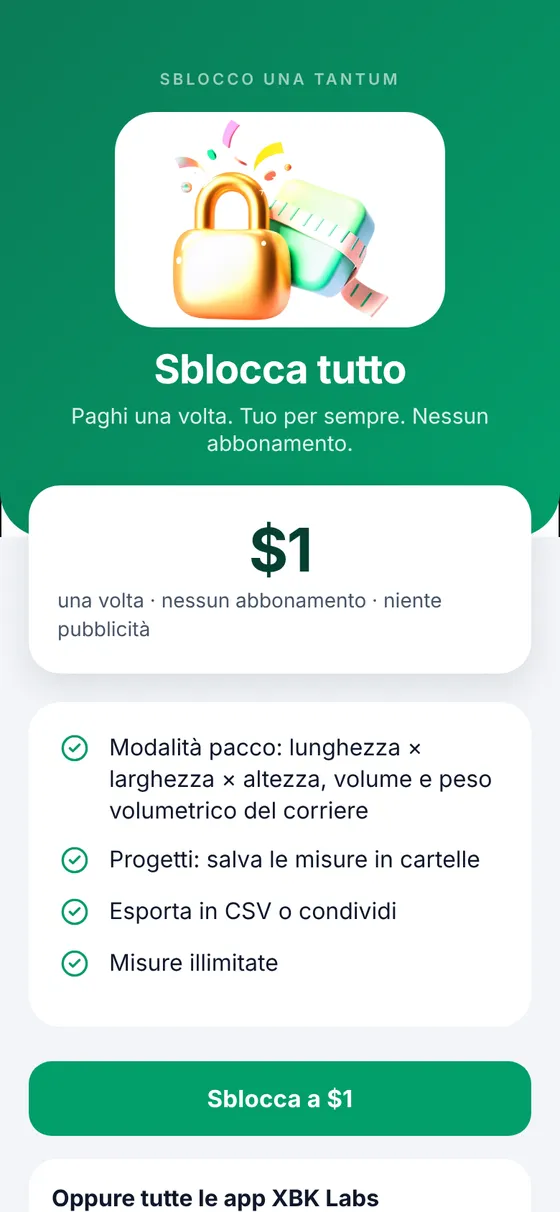 SBLOCCO UNA TANTUM
Sblocca tutto
Paghi una volta. Tuo per sempre. Nessun
abbonamento.
$1
una volta · nessun abbonamento · niente
pubblicità
Modalità pacco: lunghezza ×
larghezza × altezza, volume e peso
volumetrico del corriere
Progetti: salva le misure in cartelle
Esporta in CSV o condividi
Misure illimitate
Sblocca a $1
Oppure tutte le app XBK Labs